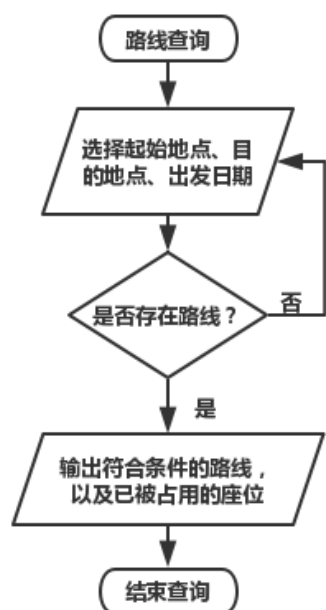 路线查询
选择起始地点、目
的地点、出发日期
是否存在路线？
否
是
输出符合条件的路线，
以及已被占用的座位
结束查询